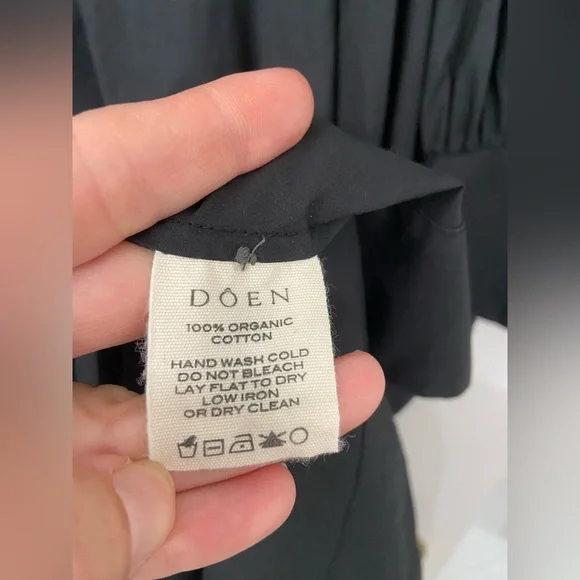 DÔEN
100% ORGANIC
COTTON
HAND WASH COLD
DO NOT BLEACH
LAY FLAT TO DRY
LOW IRON
OR DRY CLEAN